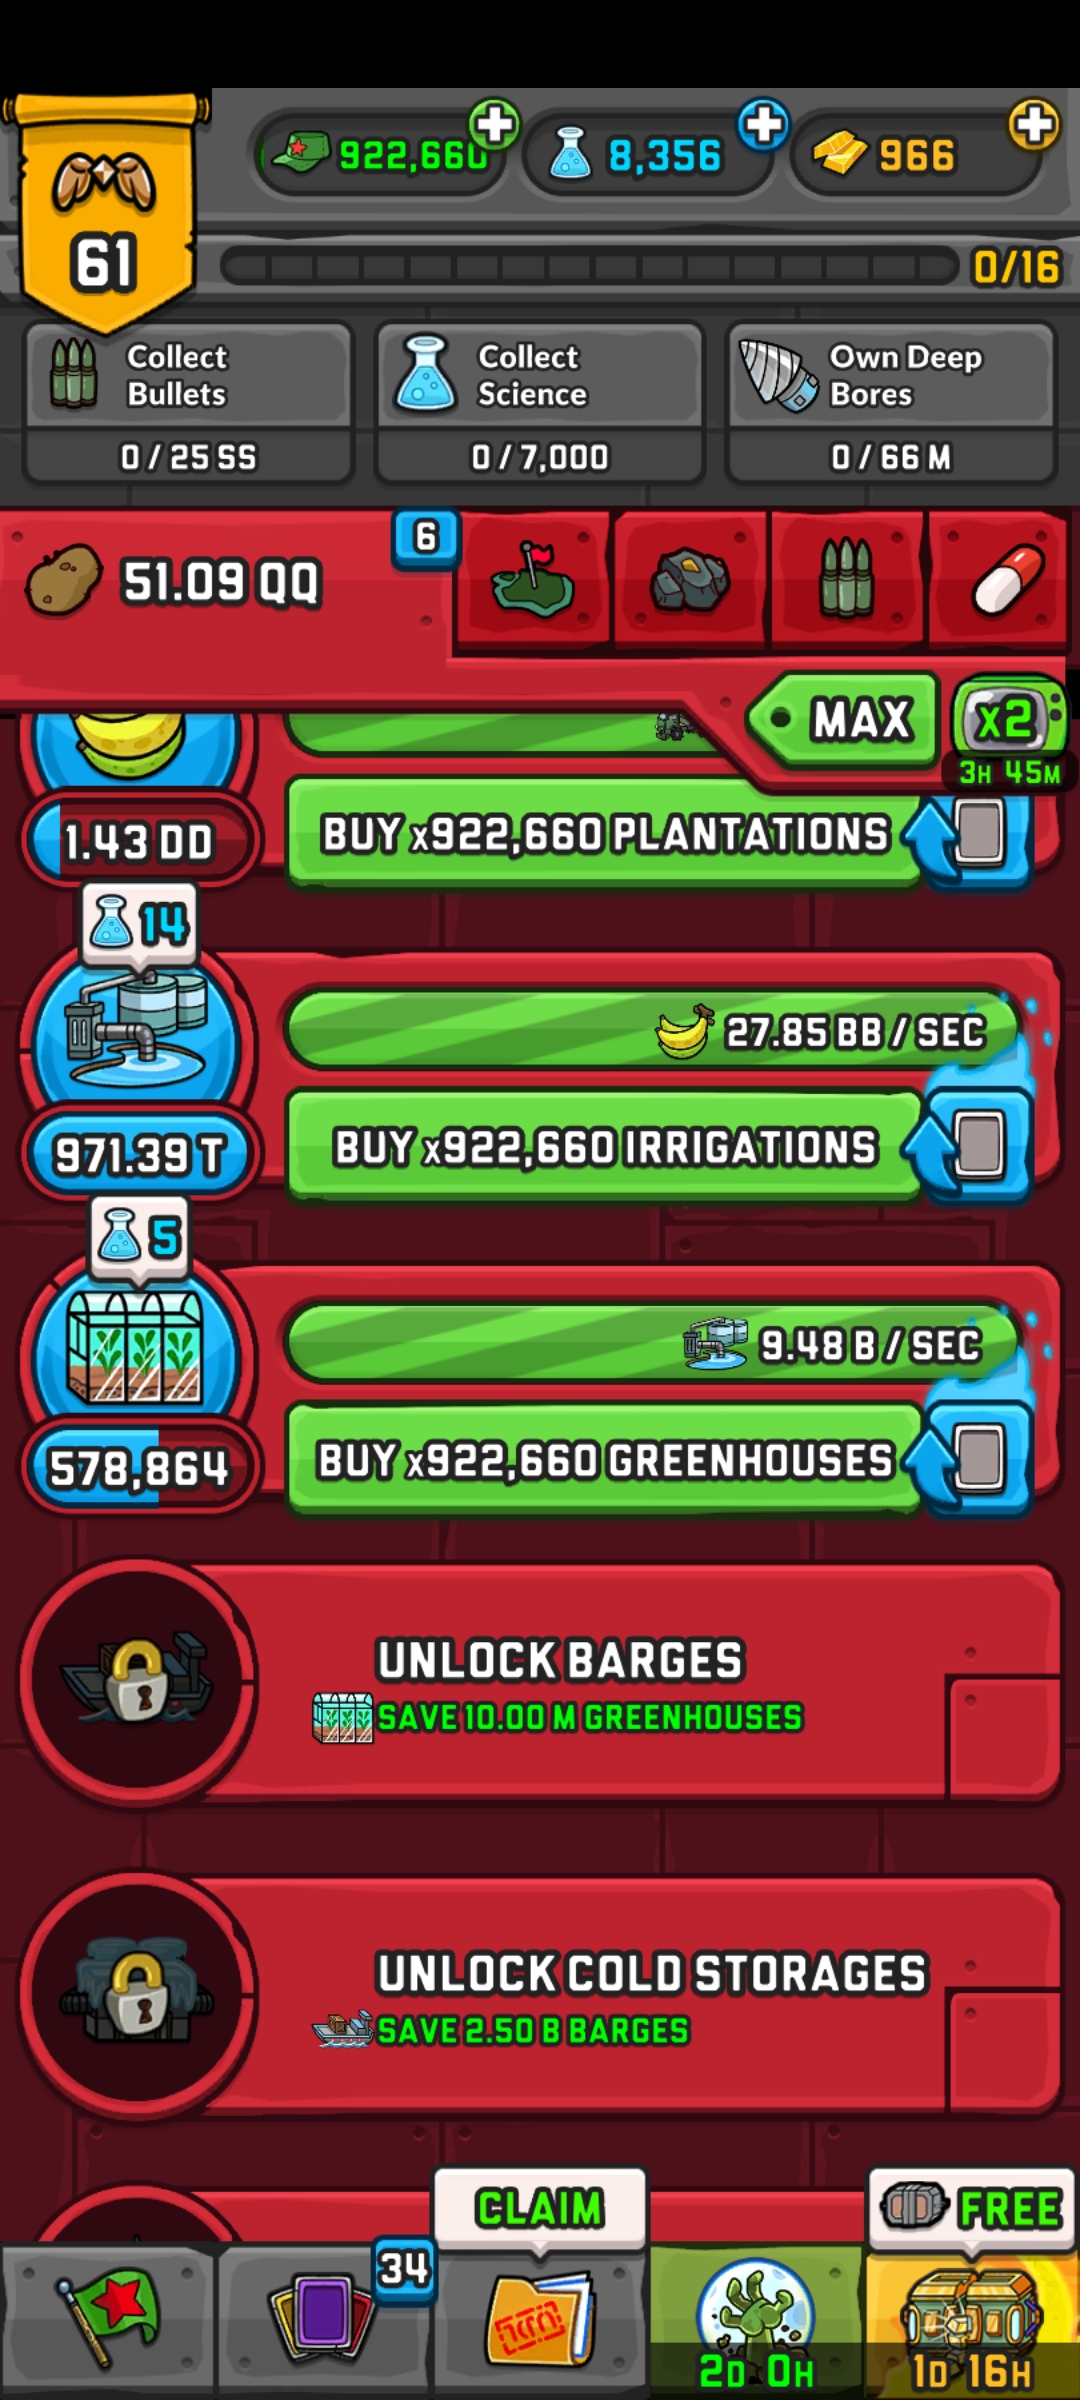 922,660
8,356
966
61
0/16
Collect
Bullets
0 / 25 SS
Collect
Science
0 / 7,000
Own Deep
Bores
0 / 66 M
51.09 QQ
6
MAX
x2
3H 45M
1.43 DD
BUY x922,660 PLANTATIONS
14
27.85 BB / SEC
971.39 T
BUY x922,660 IRRIGATIONS
5
9.48 B / SEC
578,864
BUY x922,660 GREENHOUSES
UNLOCK BARGES
SAVE 10.00 M GREENHOUSES
UNLOCK COLD STORAGES
SAVE 2.50 B BARGES
CLAIM
FREE
34
2D 0H
1D 16H